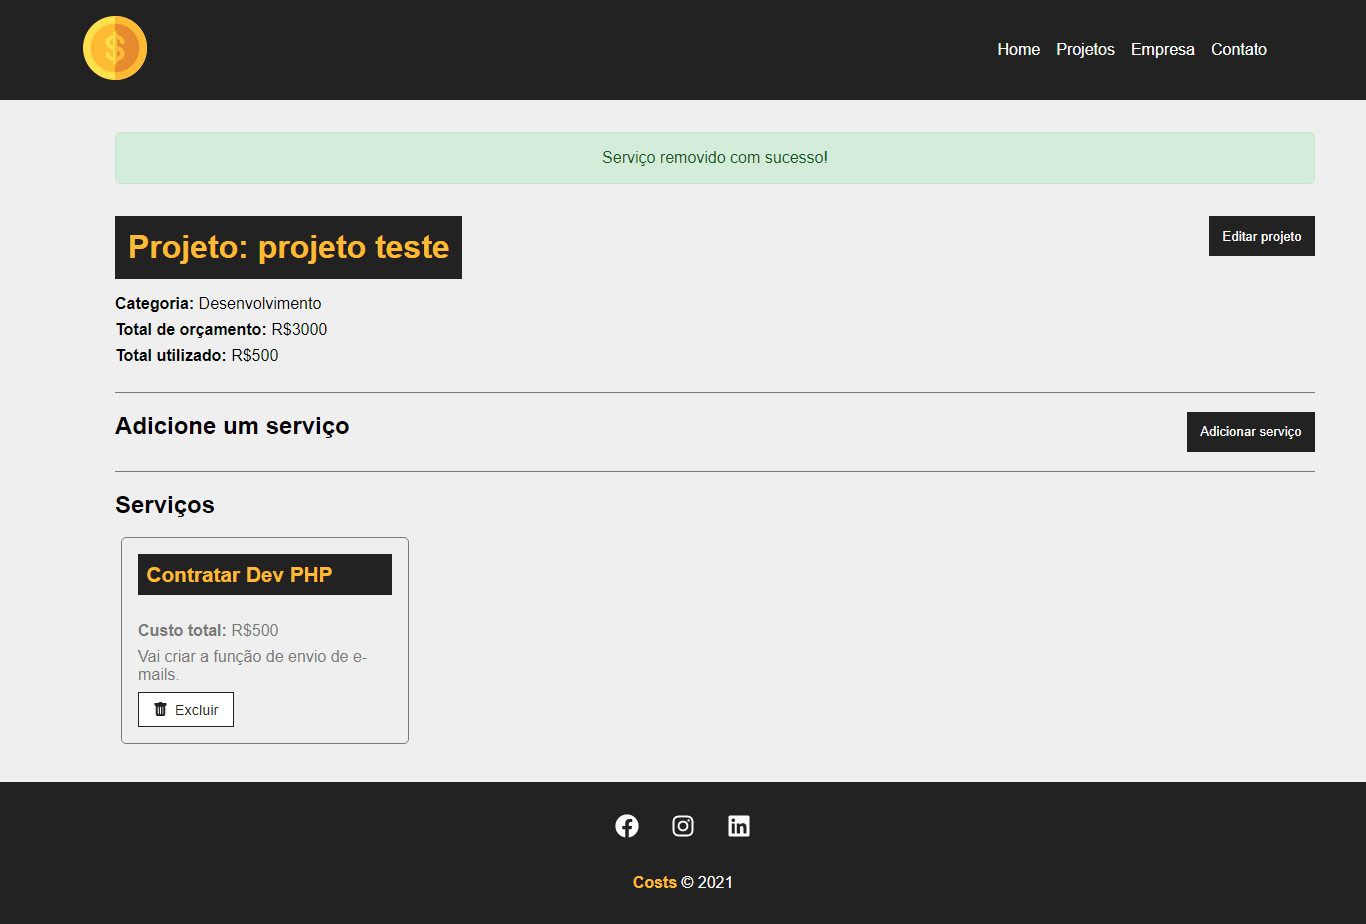 $
Home Projetos Empresa Contato
Serviço removido com sucesso!
Projeto: projeto teste
Editar projeto
Categoria: Desenvolvimento
Total de orçamento: R$3000
Total utilizado: R$500
Adicione um serviço
Adicionar serviço
Serviços
Contratar Dev PHP
Custo total: R$500
Vai criar a função de envio de e-
mails.
Excluir
Costs © 2021